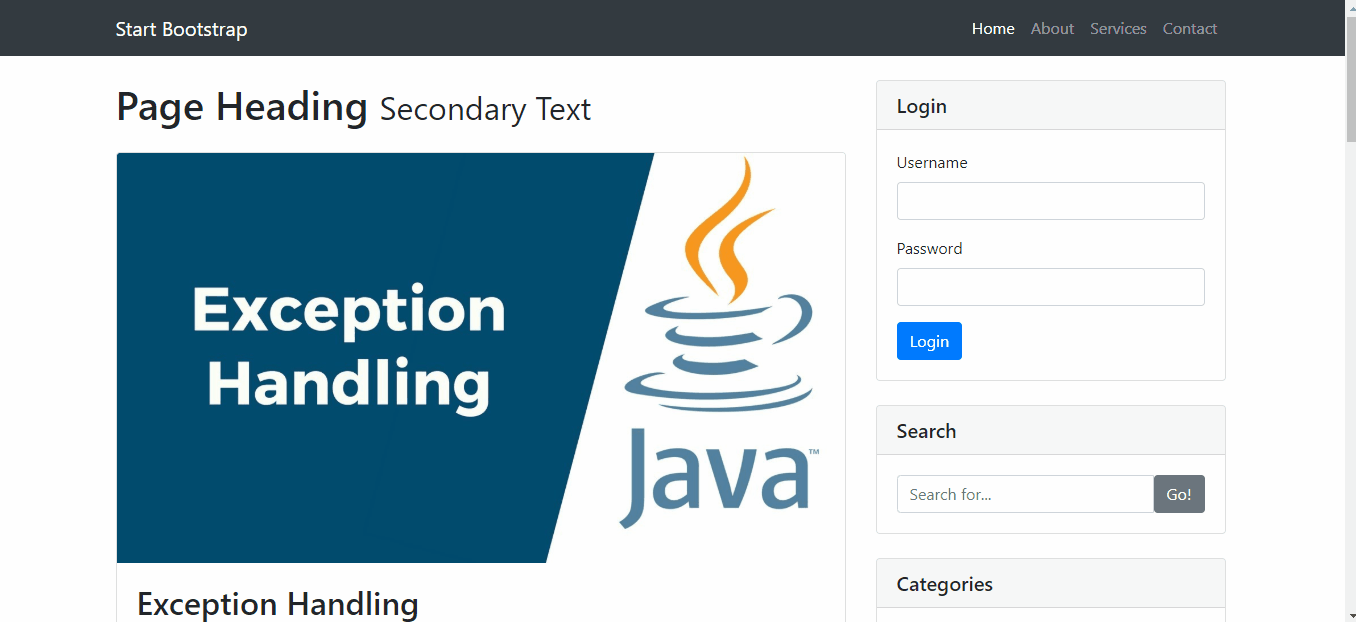 Start Bootstrap
Home About Services Contact
Page Heading Secondary Text
Exception
Handling
Java™
Exception Handling
Login
Username
Password
Login
Search
Search for...
Go!
Categories